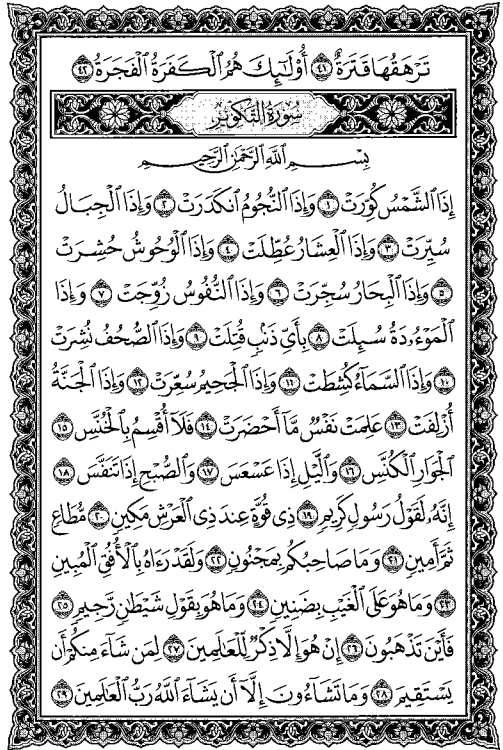 تَرْهَقُهَا قَتَرَةٌ ٤١ أُوْلَٰٓئِكَ هُمُ ٱلْكَفَرَةُ ٱلْفَجَرَةُ ٤٢
سُورَةُ التَّكْوِيرِ
بِسْمِ ٱللَّهِ ٱلرَّحْمَٰنِ ٱلرَّحِيمِ
إِذَا ٱلشَّمْسُ كُوِّرَتْ ١ وَإِذَا ٱلنُّجُومُ ٱنكَدَرَتْ ٢ وَإِذَا ٱلْجِبَالُ
سُيِّرَتْ ٣ وَإِذَا ٱلْعِشَارُ عُطِّلَتْ ٤ وَإِذَا ٱلْوُحُوشُ حُشِرَتْ
٥ وَإِذَا ٱلْبِحَارُ سُجِّرَتْ ٦ وَإِذَا ٱلنُّفُوسُ زُوِّجَتْ ٧ وَإِذَا
ٱلْمَوْءُۥدَةُ سُئِلَتْ ٨ بِأَيِّ ذَنۢبٍ قُتِلَتْ ٩ وَإِذَا ٱلصُّحُفُ نُشِرَتْ
١٠ وَإِذَا ٱلسَّمَآءُ كُشِطَتْ ١١ وَإِذَا ٱلْجَحِيمُ سُعِّرَتْ ١٢ وَإِذَا ٱلْجَنَّةُ
أُزْلِفَتْ ١٣ عَلِمَتْ نَفْسٌ مَّآ أَحْضَرَتْ ١٤ فَلَآ أُقْسِمُ بِٱلْخُنَّسِ ١٥
ٱلْجَوَارِ ٱلْكُنَّسِ ١٦ وَٱلَّيْلِ إِذَا عَسْعَسَ ١٧ وَٱلصُّبْحِ إِذَا تَنَفَّسَ ١٨
إِنَّهُۥ لَقَوْلُ رَسُولٍ كَرِيمٍ ١٩ ذِي قُوَّةٍ عِندَ ذِي ٱلْعَرْشِ مَكِينٍ ٢٠ مُّطَاعٍ
ثَمَّ أَمِينٍ ٢١ وَمَا صَاحِبُكُم بِمَجْنُونٍ ٢٢ وَلَقَدْ رَءَاهُ بِٱلْأُفُقِ ٱلْمُبِينِ
٢٣ وَمَا هُوَ عَلَى ٱلْغَيْبِ بِضَنِينٍ ٢٤ وَمَا هُوَ بِقَوْلِ شَيْطَٰنٍ رَّجِيمٍ ٢٥
فَأَيْنَ تَذْهَبُونَ ٢٦ إِنْ هُوَ إِلَّا ذِكْرٌ لِّلْعَٰلَمِينَ ٢٧ لِمَن شَآءَ مِنكُمْ أَن
يَسْتَقِيمَ ٢٨ وَمَا تَشَآءُونَ إِلَّآ أَن يَشَآءَ ٱللَّهُ رَبُّ ٱلْعَٰلَمِينَ ٢٩